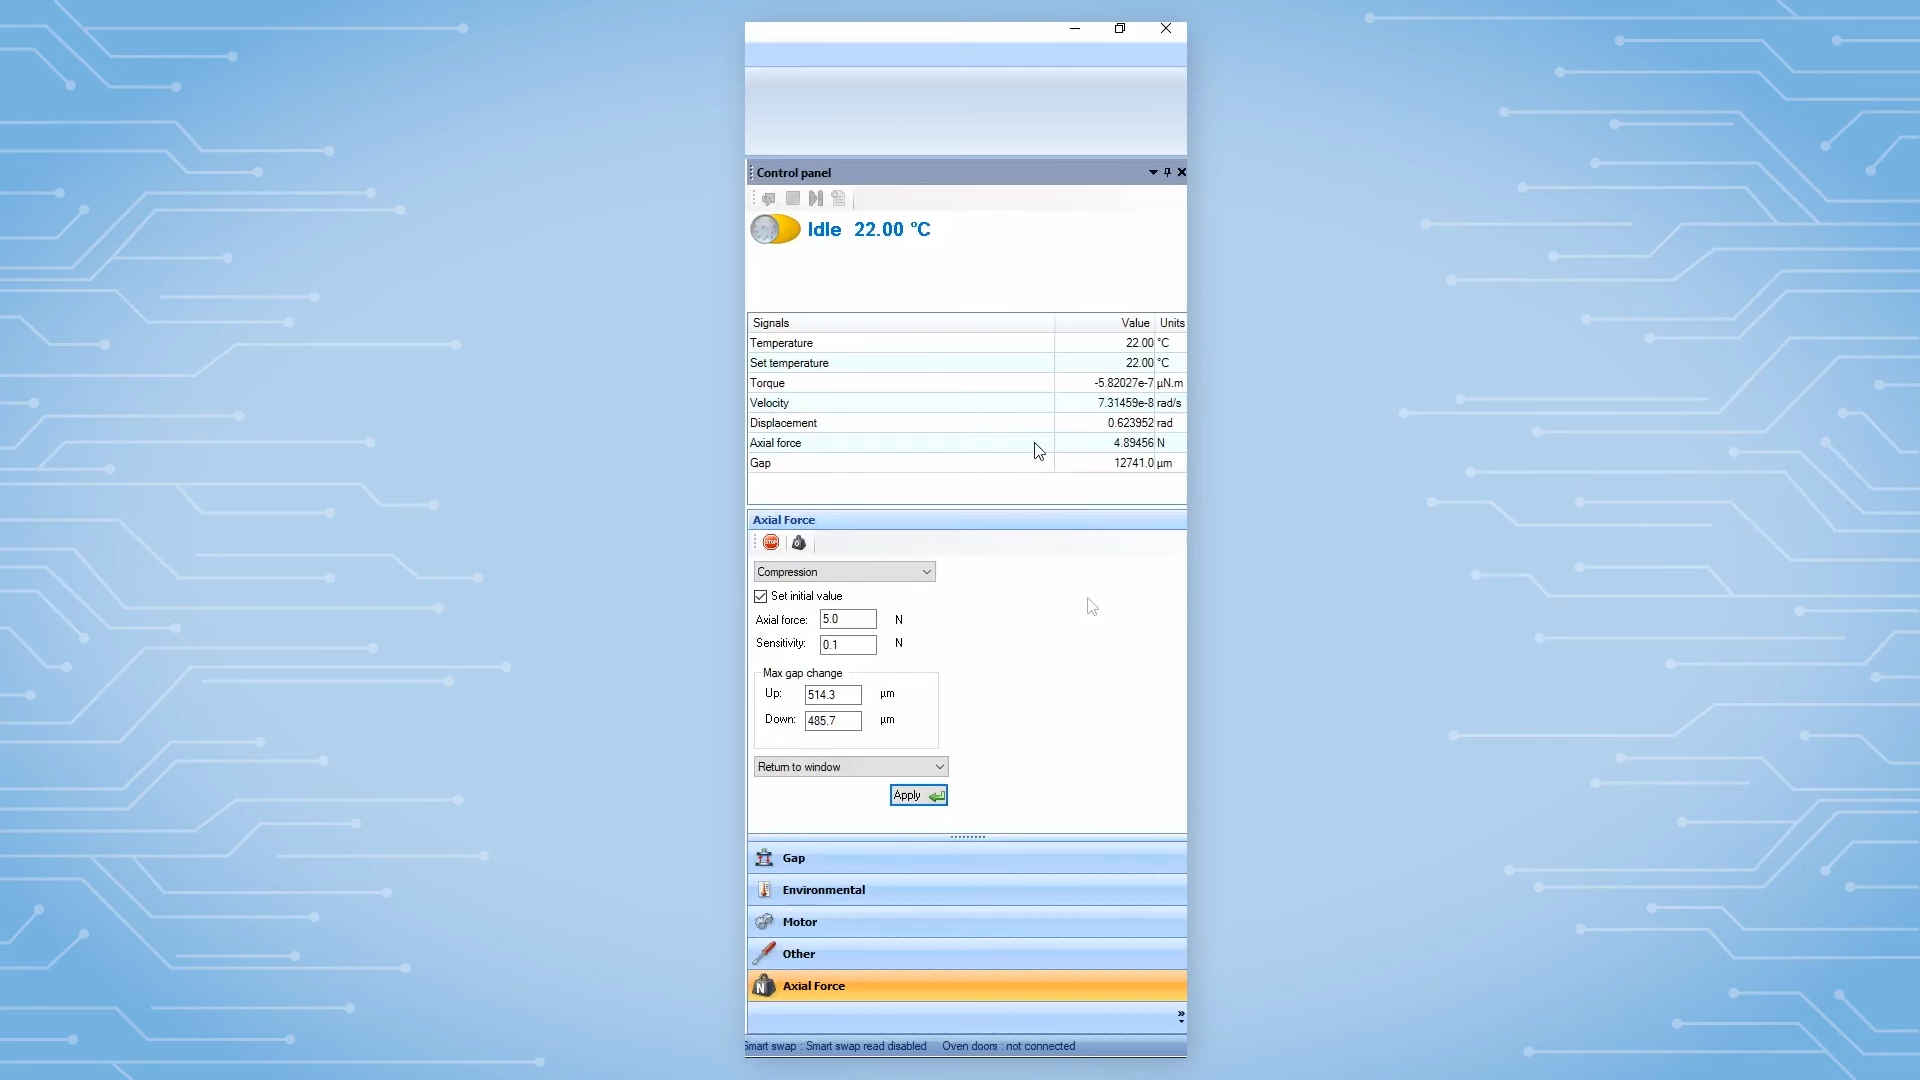 Control panel
Idle 22.00 °C
Signals Value Units
Temperature 22.00 °C
Set temperature 22.00 °C
Torque -5.82027e-7 µN.m
Velocity 7.31459e-8 rad/s
Displacement 0.623952 rad
Axial force 4.89456 N
Gap 12741.0 µm
Axial Force
STOP
Compression
Set initial value
Axial force: 5.0 N
Sensitivity: 0.1 N
Max gap change
Up: 514.3 µm
Down: 485.7 µm
Return to window
Apply
Gap
Environmental
Motor
Other
N Axial Force
Smart swap : Smart swap read disabled Oven doors : not connected